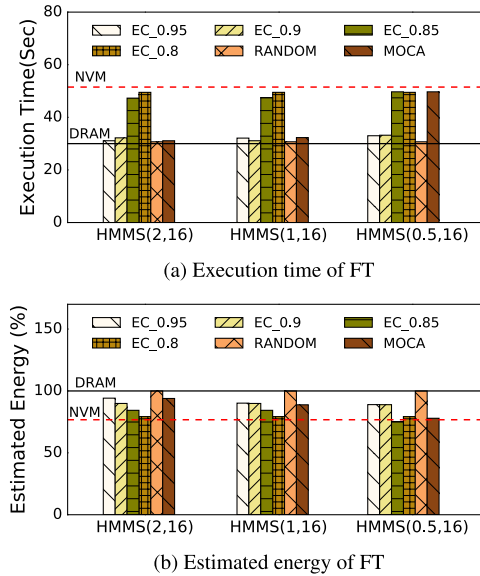 EC_0.95 EC_0.9 EC_0.85
EC_0.8 RANDOM MOCA
Execution Time(Sec)
80
60
40
20
0
NVM
DRAM
HMMS(2,16) HMMS(1,16) HMMS(0.5,16)
(a) Execution time of FT
EC_0.95 EC_0.9 EC_0.85
EC_0.8 RANDOM MOCA
Estimated Energy (%)
150
100
50
0
DRAM
NVM
HMMS(2,16) HMMS(1,16) HMMS(0.5,16)
(b) Estimated energy of FT